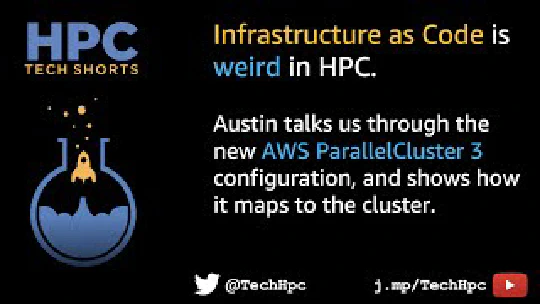 HPC
TECH SHORTS
Infrastructure as Code is
weird in HPC.
Austin talks us through the
new AWS ParallelCluster 3
configuration, and shows how
it maps to the cluster.
@TechHpc
j.mp/TechHpc